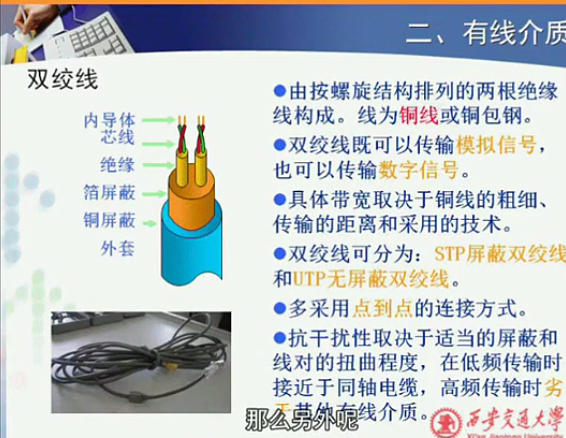 二、有线介质
双绞线
内导体
芯线
绝缘
箔屏蔽
铜屏蔽
外套
●由按螺旋结构排列的两根绝缘
线构成。线为铜线或铜包钢。
●双绞线既可以传输模拟信号，
也可以传输数字信号。
●具体带宽取决于铜线的粗细、
传输的距离和采用的技术。
●双绞线可分为：STP屏蔽双绞线
和UTP无屏蔽双绞线。
●多采用点到点的连接方式。
●抗干扰性取决于适当的屏蔽和
线对的扭曲程度，在低频传输时
接近于同轴电缆，高频传输时劣
于其他有线介质。
那么另外呢
西安交通大学